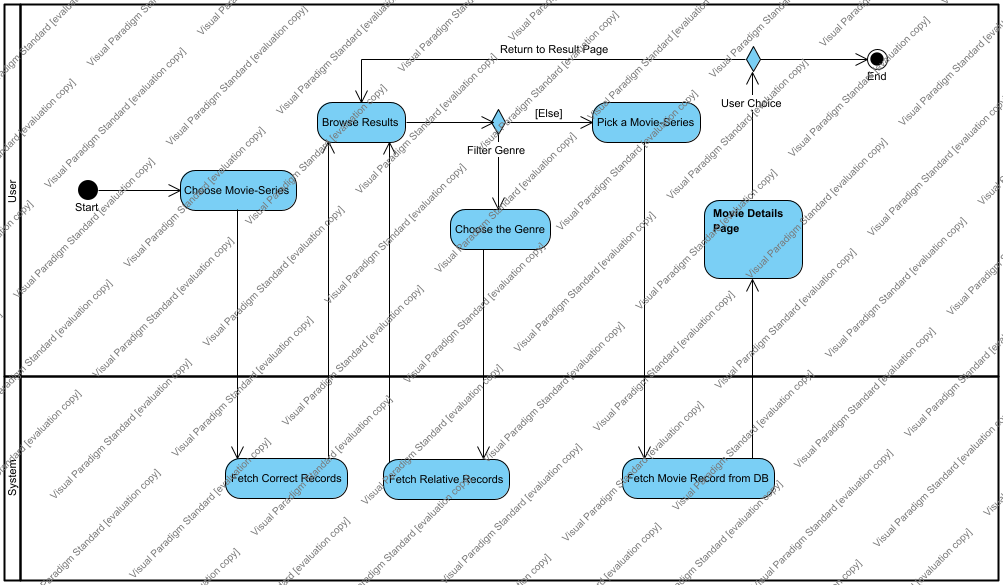 Return to Result Page
End
User Choice
Browse Results
[Else]
Pick a Movie-Series
Filter Genre
User
Start
Choose Movie-Series
Choose the Genre
Movie Details
Page
System
Fetch Correct Records
Fetch Relative Records
Fetch Movie Record from DB
Visual Paradigm Standard [evaluation copy]